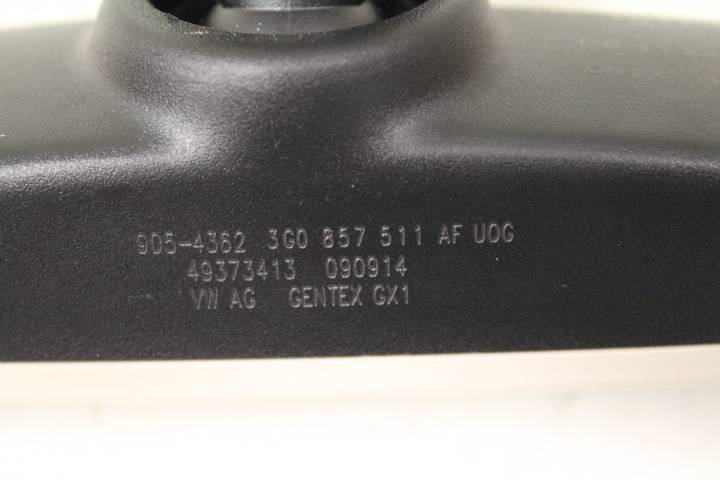 905-4362 3G0 857 511 AF UOG
49373413 090914
VW AG GENTEX GX1